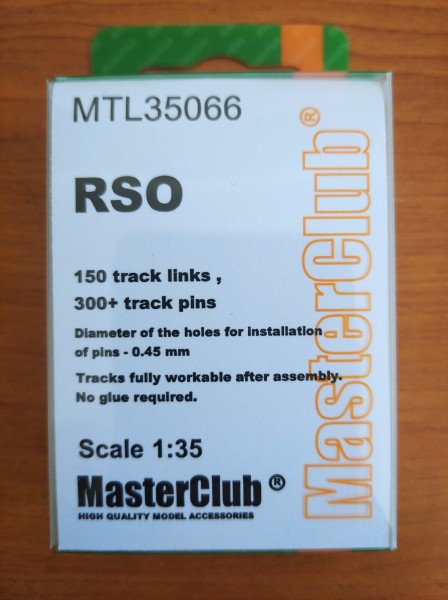 MTL35066
RSO
150 track links ,
300+ track pins
Diameter of the holes for installation
of pins - 0.45 mm
Tracks fully workable after assembly.
No glue required.
Scale 1:35
MasterClub ®
HIGH QUALITY MODEL ACCESSORIES
MasterClub®